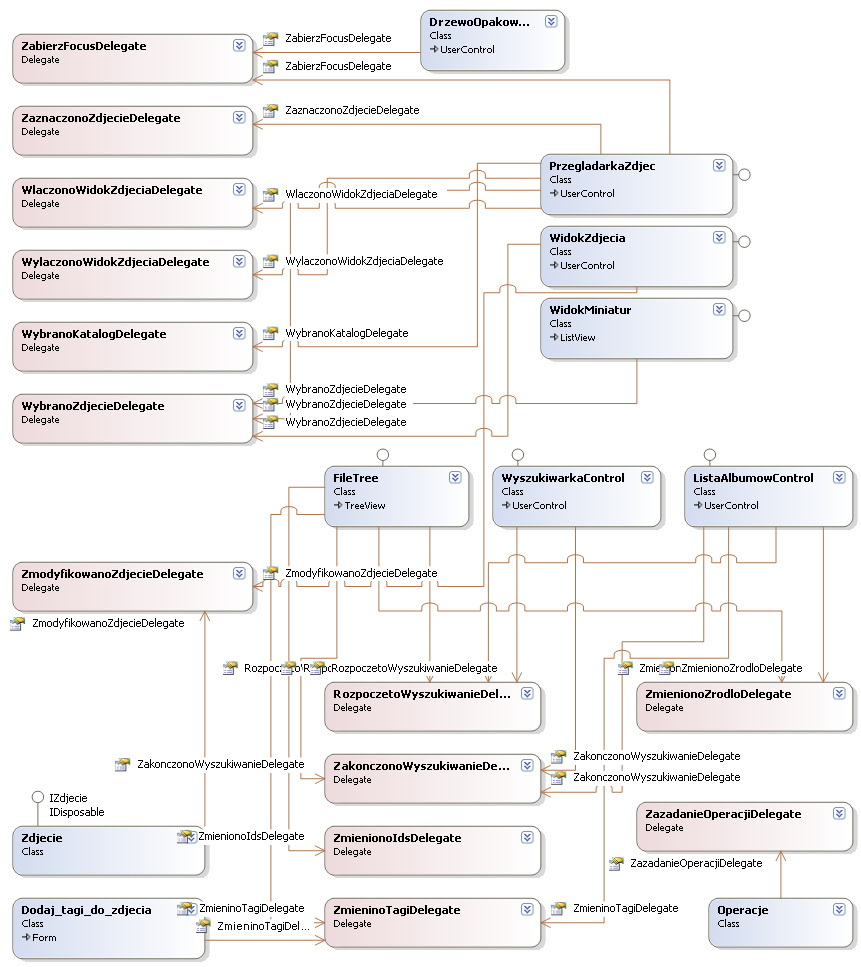 DrzewoOpakow...
Class
UserControl
ZabierzFocusDelegate
ZabierzFocusDelegate
Delegate
ZabierzFocusDelegate
ZaznaczonoZdjecieDelegate
ZaznaczonoZdjecieDelegate
Delegate
PrzegladarkaZdjec
Class
UserControl
WlaczonoWidokZdjeciaDelegate
Delegate
WlaczonoWidokZdjeciaDelegate
WidokZdjecia
Class
UserControl
WylaczonoWidokZdjeciaDelegate
Delegate
WylaczonoWidokZdjeciaDelegate
WidokMiniatur
Class
ListView
WybranoKatalogDelegate
Delegate
WybranoKatalogDelegate
WybranoZdjecieDelegate
Delegate
WybranoZdjecieDelegate
WybranoZdjecieDelegate
WybranoZdjecieDelegate
FileTree
Class
TreeView
WyszukiwarkaControl
Class
UserControl
ListaAlbumowControl
Class
UserControl
ZmodyfikowanoZdjecieDelegate
Delegate
ZmodyfikowanoZdjecieDelegate
ZmodyfikowanoZdjecieDelegate
RozpoczetoWyszukiwanieDelegate
ZmienionoZrodloDelegate
RozpoczetoWyszukiwanieDel...
Delegate
ZmienionoZrodloDelegate
Delegate
ZakonczonoWyszukiwanieDelegate
ZakonczonoWyszukiwanieDe...
Delegate
ZakonczonoWyszukiwanieDelegate
ZakonczonoWyszukiwanieDelegate
IZdjecie
IDisposable
Zdjecie
Class
ZmienionoIdsDelegate
ZmienionoIdsDelegate
Delegate
ZazadanieOperacjiDelegate
Delegate
ZazadanieOperacjiDelegate
Dodaj_tagi_do_zdjecia
Class
Form
ZmieninoTagiDelegate
ZmieninoTagiDel...
ZmieninoTagiDelegate
Delegate
ZmieninoTagiDelegate
Operacje
Class